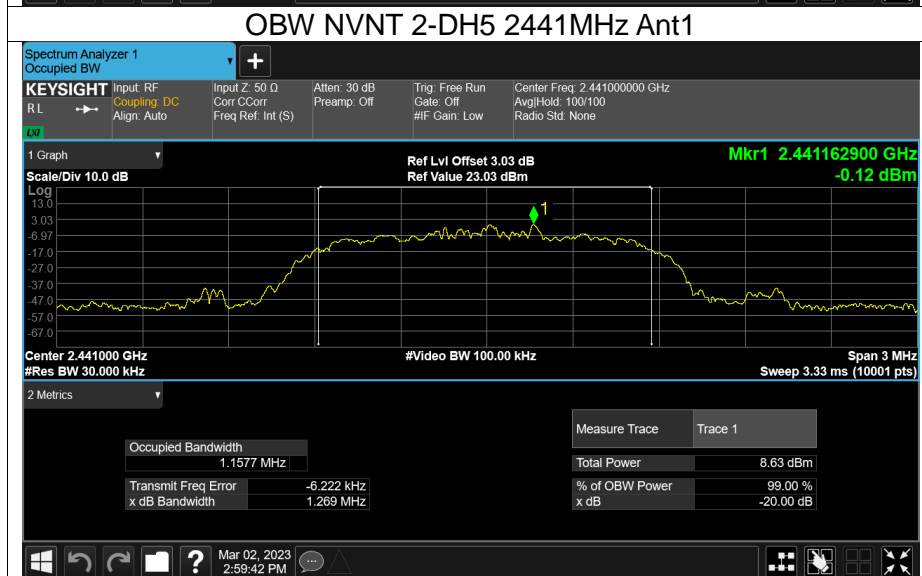 OBW NVNT 2-DH5 2441MHz Ant1
Spectrum Analyzer 1
Occupied BW
+
KEYSIGHT
R L
LXI
Input: RF
Coupling: DC
Align: Auto
Input Z: 50 Ω
Corr CCorr
Freq Ref: Int (S)
Atten: 30 dB
Preamp: Off
Trig: Free Run
Gate: Off
#IF Gain: Low
Center Freq: 2.441000000 GHz
Avg|Hold: 100/100
Radio Std: None
1 Graph
Scale/Div 10.0 dB
Ref Lvl Offset 3.03 dB
Ref Value 23.03 dBm
Mkr1 2.441162900 GHz
-0.12 dBm
Log
13.0
3.03
-6.97
-17.0
-27.0
-37.0
-47.0
-57.0
-67.0
1
Center 2.441000 GHz
#Res BW 30.000 kHz
#Video BW 100.00 kHz
Span 3 MHz
Sweep 3.33 ms (10001 pts)
2 Metrics
Occupied Bandwidth
1.1577 MHz
Transmit Freq Error -6.222 kHz
x dB Bandwidth 1.269 MHz
Measure Trace Trace 1
Total Power 8.63 dBm
% of OBW Power 99.00 %
x dB -20.00 dB
?
Mar 02, 2023
2:59:42 PM